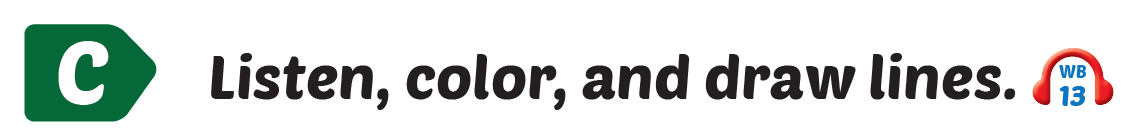 C Listen, color, and draw lines. WB
13